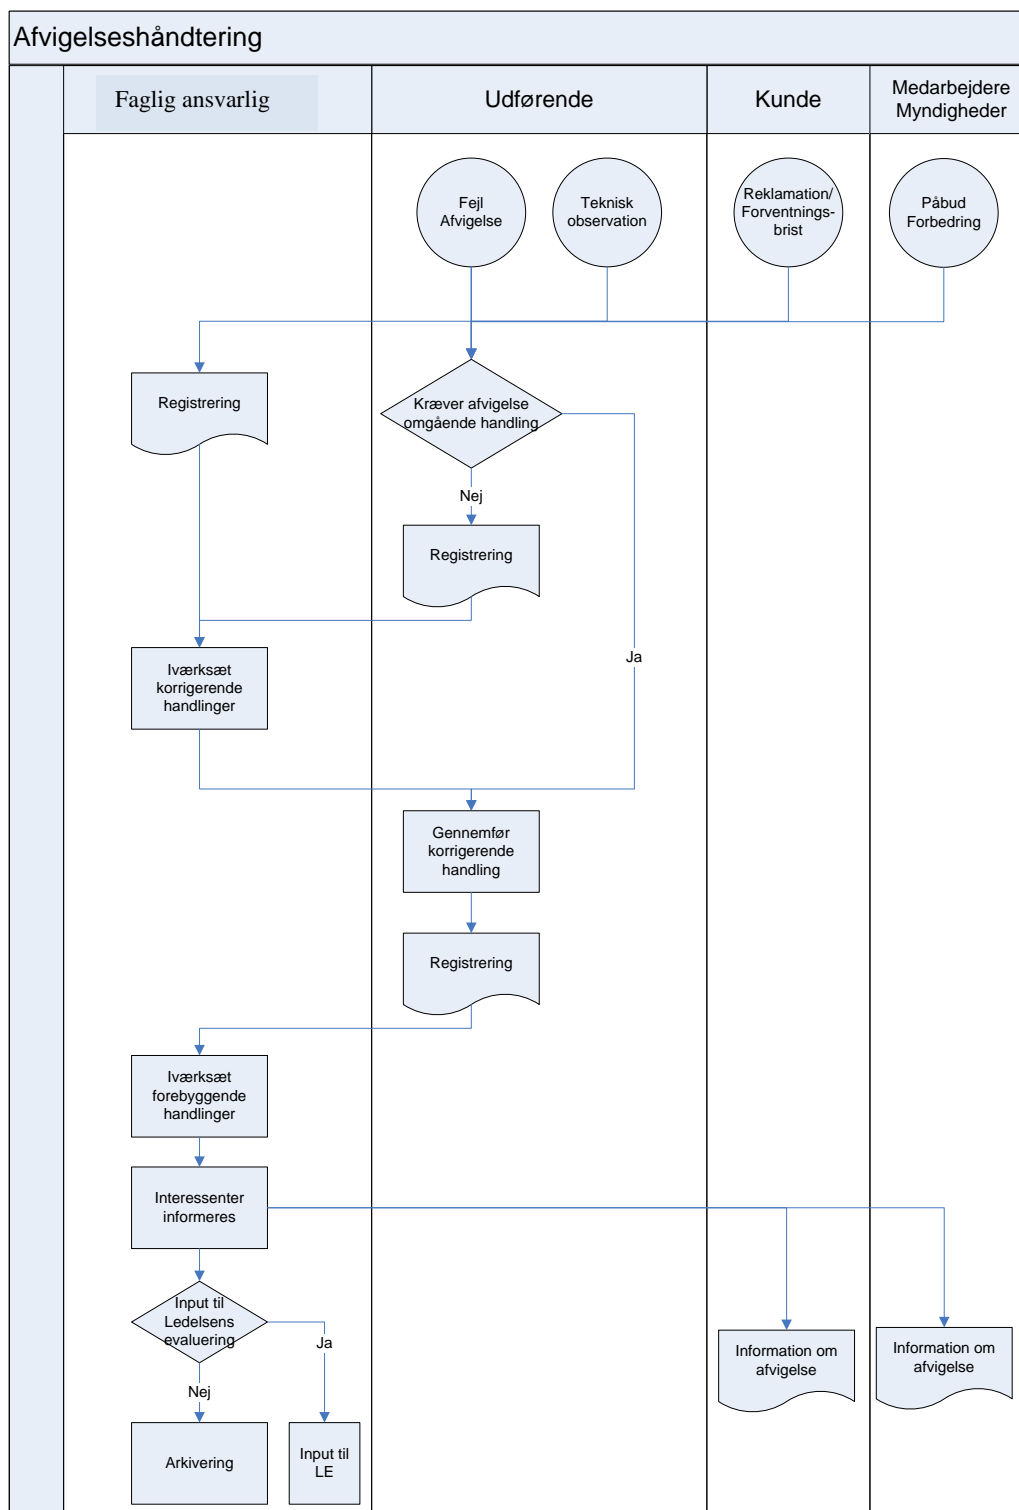 Afvigelseshåndtering
Faglig ansvarlig
Udførende
Kunde
Medarbejdere
Myndigheder
Fejl
Afvigelse
Teknisk
observation
Reklamation/
Forventnings-
brist
Påbud
Forbedring
Registrering
Kræver afvigelse
omgående handling
Nej
Registrering
Ja
Iværksæt
korrigerende
handlinger
Gennemfør
korrigerende
handling
Registrering
Iværksæt
forebyggende
handlinger
Interessenter
informeres
Input til
Ledelsens
evaluering
Ja
Nej
Information om
afvigelse
Information om
afvigelse
Arkivering
Input til
LE